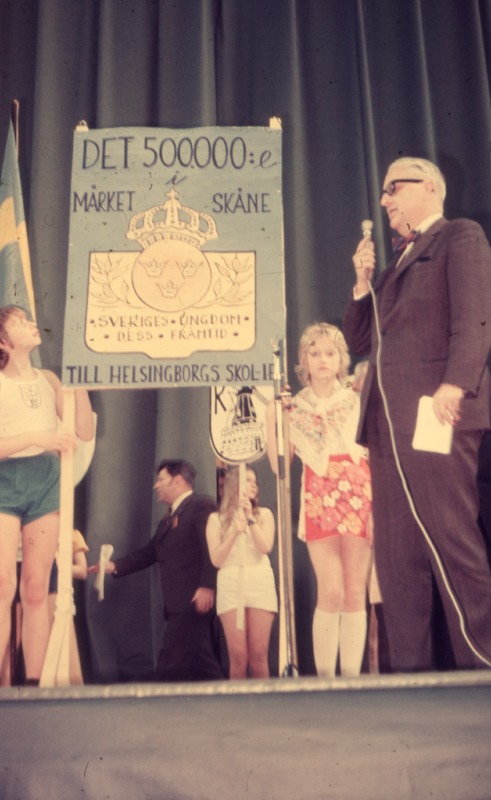 DET 500.000:e
i
MÄRKET SKÅNE
• SVERIGES • UNGDOM •
• DESS • FRAMTID •
TILL HELSINGBORGS SKOL-IF
K